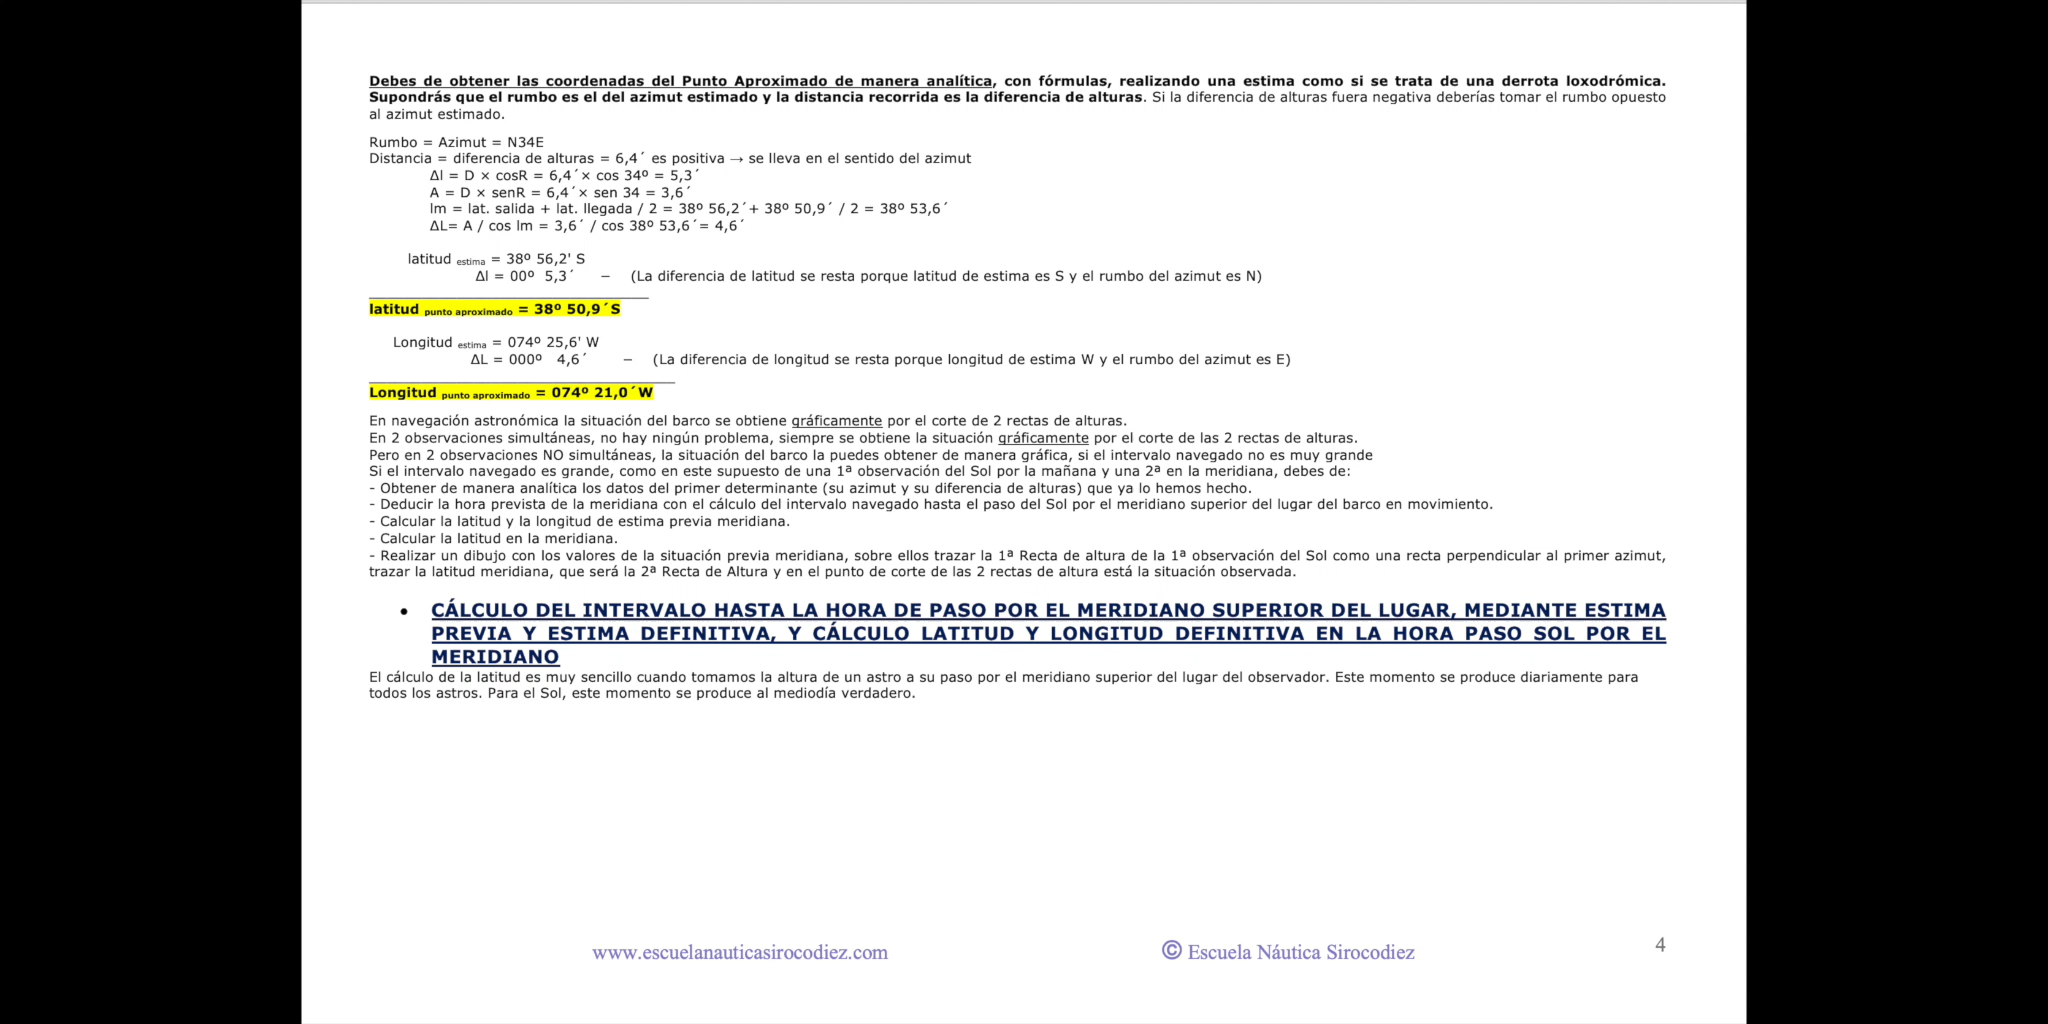 Debes de obtener las coordenadas del Punto Aproximado de manera analítica, con fórmulas, realizando una estima como si se trata de una derrota loxodrómica.
Supondrás que el rumbo es el del azimut estimado y la distancia recorrida es la diferencia de alturas. Si la diferencia de alturas fuera negativa deberías tomar el rumbo opuesto
al azimut estimado.
Rumbo = Azimut = N34E
Distancia = diferencia de alturas = 6,4´ es positiva → se lleva en el sentido del azimut
Δl = D × cosR = 6,4´× cos 34º = 5,3´
A = D × senR = 6,4´× sen 34 = 3,6´
lm = lat. salida + lat. llegada / 2 = 38º 56,2´+ 38º 50,9´ / 2 = 38º 53,6´
ΔL= A / cos lm = 3,6´ / cos 38º 53,6´= 4,6´
latitud estima = 38º 56,2' S
Δl = 00º 5,3´ − (La diferencia de latitud se resta porque latitud de estima es S y el rumbo del azimut es N)
latitud punto aproximado = 38º 50,9´S
Longitud estima = 074º 25,6' W
ΔL = 000º 4,6´ − (La diferencia de longitud se resta porque longitud de estima W y el rumbo del azimut es E)
Longitud punto aproximado = 074º 21,0´W
En navegación astronómica la situación del barco se obtiene gráficamente por el corte de 2 rectas de alturas.
En 2 observaciones simultáneas, no hay ningún problema, siempre se obtiene la situación gráficamente por el corte de las 2 rectas de alturas.
Pero en 2 observaciones NO simultáneas, la situación del barco la puedes obtener de manera gráfica, si el intervalo navegado no es muy grande
Si el intervalo navegado es grande, como en este supuesto de una 1ª observación del Sol por la mañana y una 2ª en la meridiana, debes de:
- Obtener de manera analítica los datos del primer determinante (su azimut y su diferencia de alturas) que ya lo hemos hecho.
- Deducir la hora prevista de la meridiana con el cálculo del intervalo navegado hasta el paso del Sol por el meridiano superior del lugar del barco en movimiento.
- Calcular la latitud y la longitud de estima previa meridiana.
- Calcular la latitud en la meridiana.
- Realizar un dibujo con los valores de la situación previa meridiana, sobre ellos trazar la 1ª Recta de altura de la 1ª observación del Sol como una recta perpendicular al primer azimut,
trazar la latitud meridiana, que será la 2ª Recta de Altura y en el punto de corte de las 2 rectas de altura está la situación observada.
• CÁLCULO DEL INTERVALO HASTA LA HORA DE PASO POR EL MERIDIANO SUPERIOR DEL LUGAR, MEDIANTE ESTIMA
PREVIA Y ESTIMA DEFINITIVA, Y CÁLCULO LATITUD Y LONGITUD DEFINITIVA EN LA HORA PASO SOL POR EL
MERIDIANO
El cálculo de la latitud es muy sencillo cuando tomamos la altura de un astro a su paso por el meridiano superior del lugar del observador. Este momento se produce diariamente para
todos los astros. Para el Sol, este momento se produce al mediodía verdadero.
www.escuelanauticasirocodiez.com © Escuela Náutica Sirocodiez 4